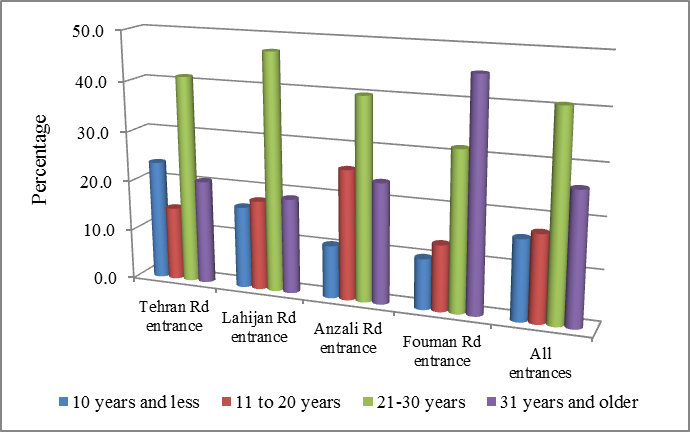 50.0
40.0
30.0
20.0
10.0
0.0
Percentage
Tehran Rd
entrance
Lahijan Rd
entrance
Anzali Rd
entrance
Fouman Rd
entrance
All
entrances
10 years and less
11 to 20 years
21-30 years
31 years and older